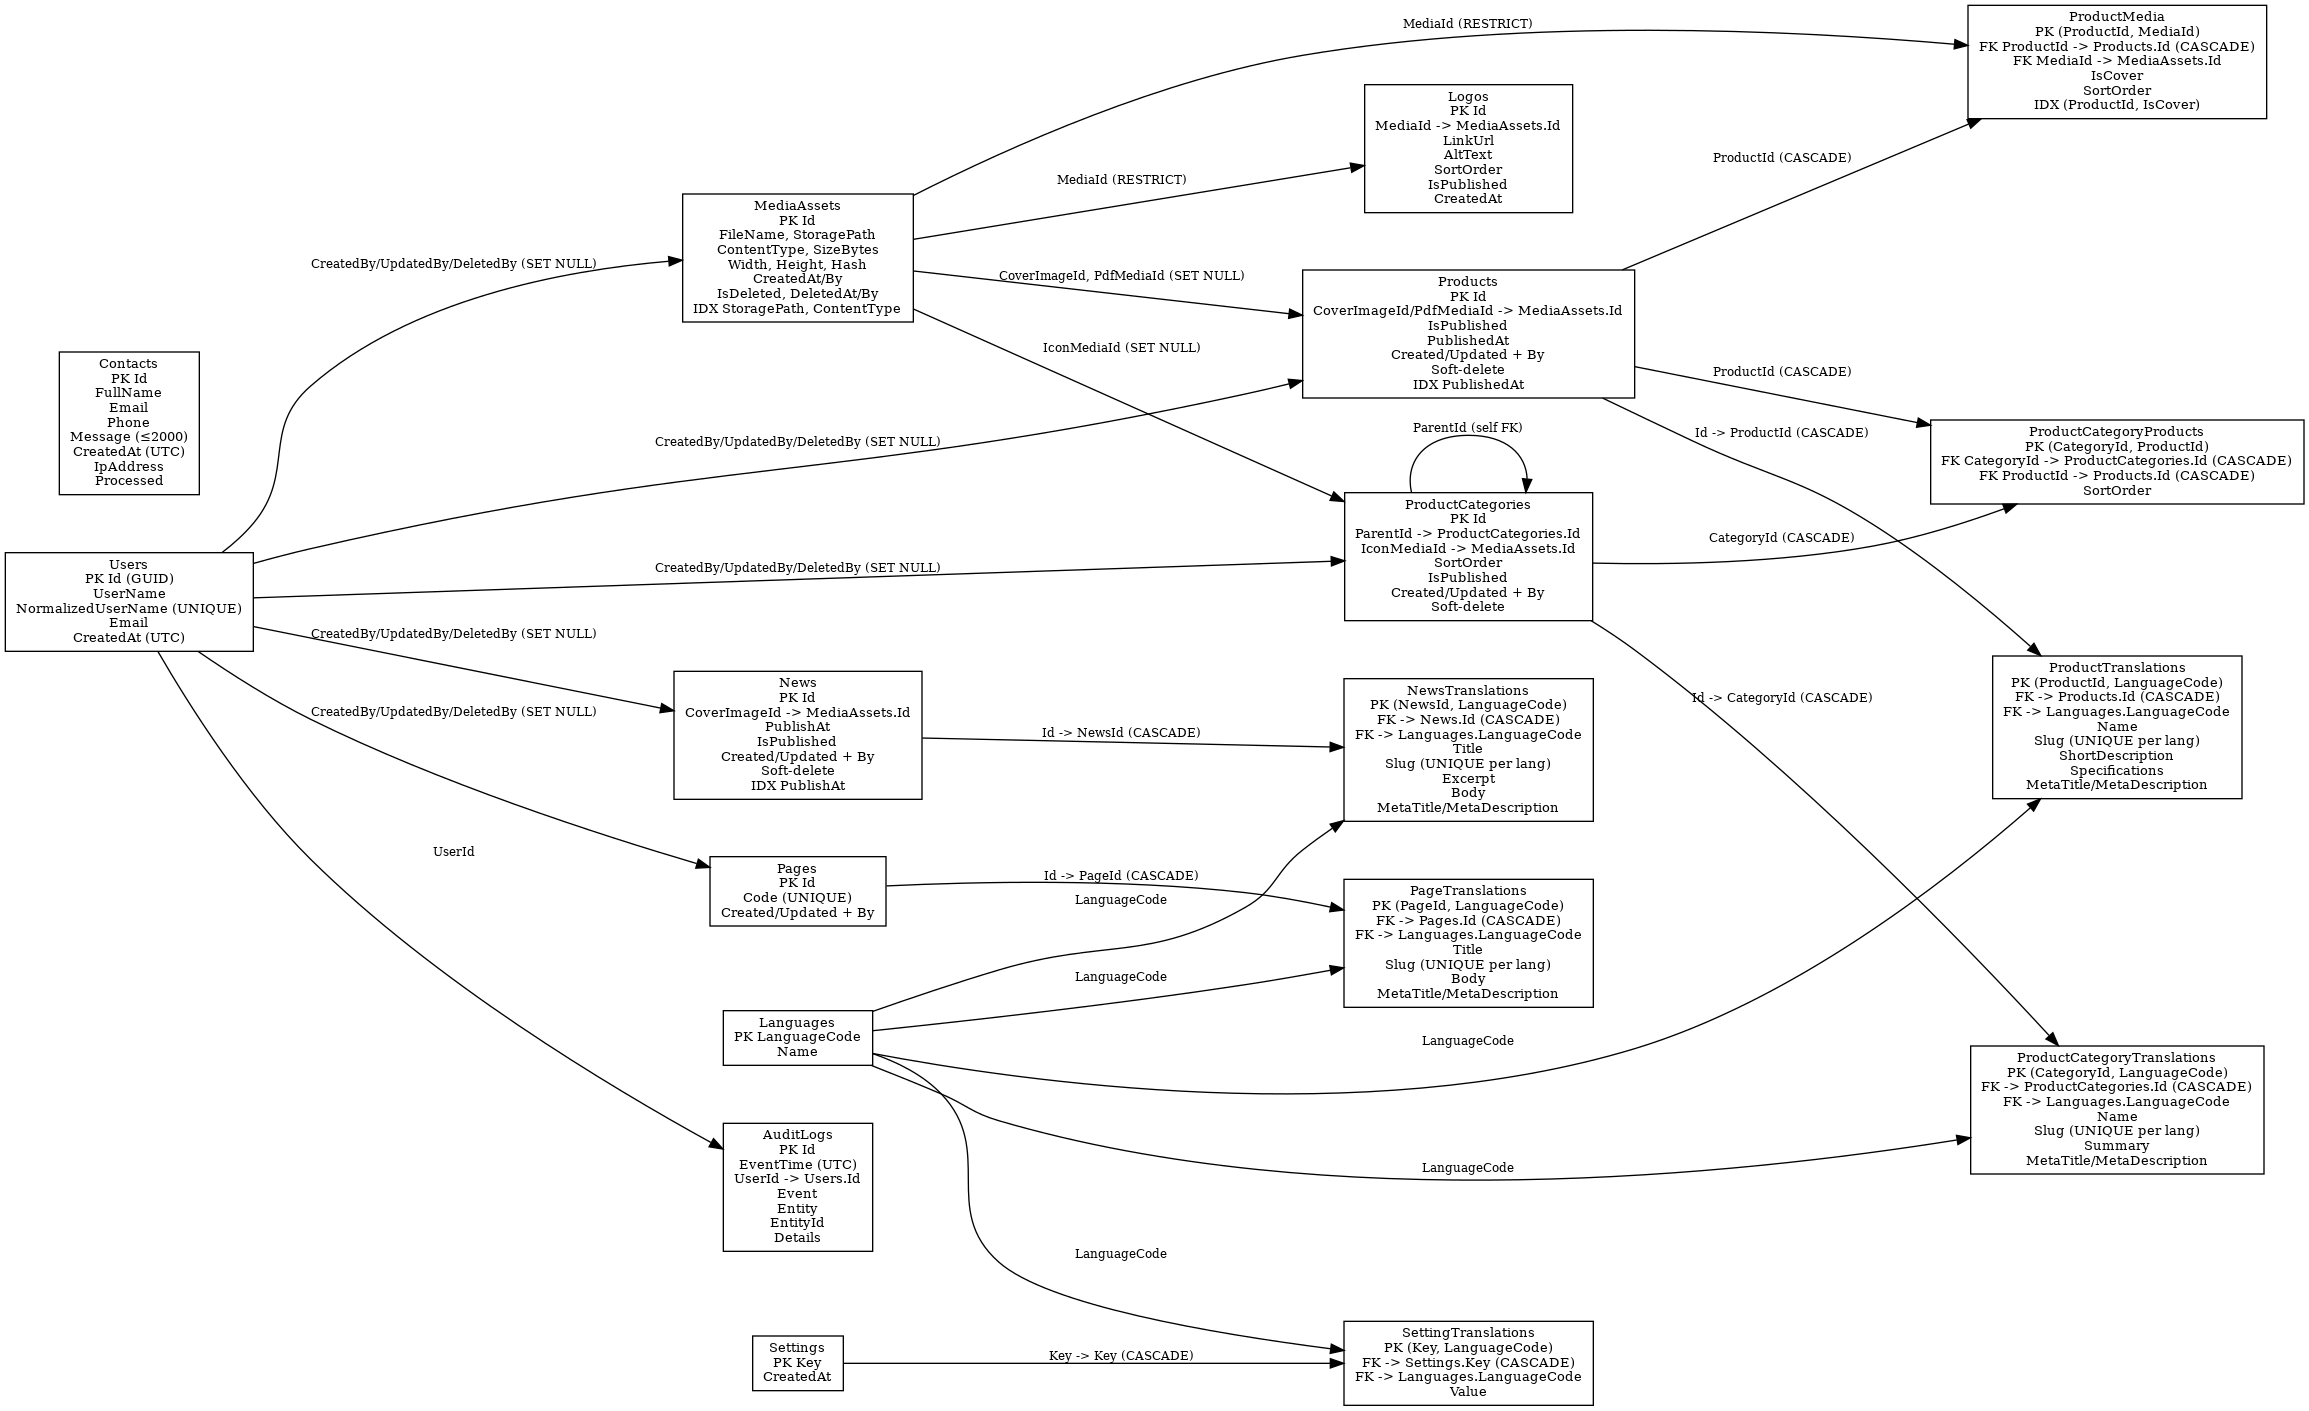 MediaId (RESTRICT)
ProductMedia
PK (ProductId, MediaId)
FK ProductId -> Products.Id (CASCADE)
FK MediaId -> MediaAssets.Id
IsCover
SortOrder
IDX (ProductId, IsCover)
Logos
PK Id
MediaId -> MediaAssets.Id
LinkUrl
AltText
SortOrder
IsPublished
CreatedAt
MediaId (RESTRICT)
ProductId (CASCADE)
MediaAssets
PK Id
FileName, StoragePath
ContentType, SizeBytes
Width, Height, Hash
CreatedAt/By
IsDeleted, DeletedAt/By
IDX StoragePath, ContentType
CreatedBy/UpdatedBy/DeletedBy (SET NULL)
CoverImageId, PdfMediaId (SET NULL)
Products
PK Id
CoverImageId/PdfMediaId -> MediaAssets.Id
IsPublished
PublishedAt
Created/Updated + By
Soft-delete
IDX PublishedAt
IconMediaId (SET NULL)
ProductId (CASCADE)
Contacts
PK Id
FullName
Email
Phone
Message (≤2000)
CreatedAt (UTC)
IpAddress
Processed
CreatedBy/UpdatedBy/DeletedBy (SET NULL)
ParentId (self FK)
Id -> ProductId (CASCADE)
ProductCategoryProducts
PK (CategoryId, ProductId)
FK CategoryId -> ProductCategories.Id (CASCADE)
FK ProductId -> Products.Id (CASCADE)
SortOrder
ProductCategories
PK Id
ParentId -> ProductCategories.Id
IconMediaId -> MediaAssets.Id
SortOrder
IsPublished
Created/Updated + By
Soft-delete
CategoryId (CASCADE)
Users
PK Id (GUID)
UserName
NormalizedUserName (UNIQUE)
Email
CreatedAt (UTC)
CreatedBy/UpdatedBy/DeletedBy (SET NULL)
CreatedBy/UpdatedBy/DeletedBy (SET NULL)
CreatedBy/UpdatedBy/DeletedBy (SET NULL)
News
PK Id
CoverImageId -> MediaAssets.Id
PublishAt
IsPublished
Created/Updated + By
Soft-delete
IDX PublishAt
Id -> NewsId (CASCADE)
NewsTranslations
PK (NewsId, LanguageCode)
FK -> News.Id (CASCADE)
FK -> Languages.LanguageCode
Title
Slug (UNIQUE per lang)
Excerpt
Body
MetaTitle/MetaDescription
Id -> CategoryId (CASCADE)
ProductTranslations
PK (ProductId, LanguageCode)
FK -> Products.Id (CASCADE)
FK -> Languages.LanguageCode
Name
Slug (UNIQUE per lang)
ShortDescription
Specifications
MetaTitle/MetaDescription
UserId
Pages
PK Id
Code (UNIQUE)
Created/Updated + By
Id -> PageId (CASCADE)
LanguageCode
PageTranslations
PK (PageId, LanguageCode)
FK -> Pages.Id (CASCADE)
FK -> Languages.LanguageCode
Title
Slug (UNIQUE per lang)
Body
MetaTitle/MetaDescription
LanguageCode
Languages
PK LanguageCode
Name
LanguageCode
ProductCategoryTranslations
PK (CategoryId, LanguageCode)
FK -> ProductCategories.Id (CASCADE)
FK -> Languages.LanguageCode
Name
Slug (UNIQUE per lang)
Summary
MetaTitle/MetaDescription
LanguageCode
AuditLogs
PK Id
EventTime (UTC)
UserId -> Users.Id
Event
Entity
EntityId
Details
LanguageCode
Settings
PK Key
CreatedAt
Key -> Key (CASCADE)
SettingTranslations
PK (Key, LanguageCode)
FK -> Settings.Key (CASCADE)
FK -> Languages.LanguageCode
Value